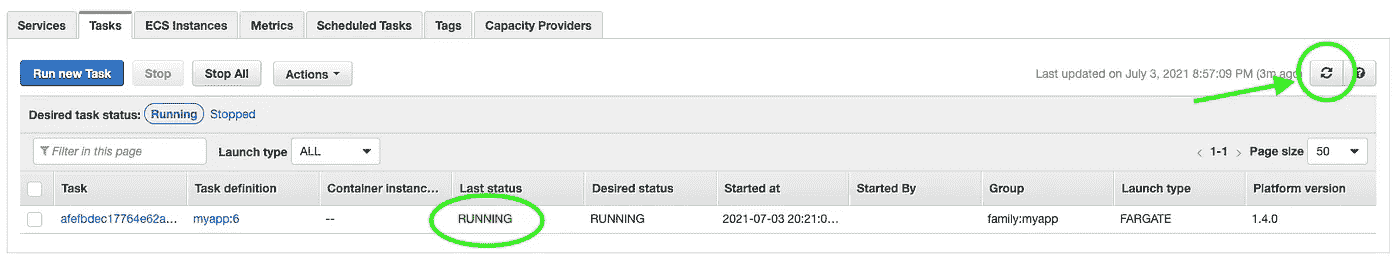 Services Tasks ECS Instances Metrics Scheduled Tasks Tags Capacity Providers
Run new Task Stop Stop All Actions Last updated on July 3, 2021 8:57:09 PM (3m ago)
Desired task status: Running Stopped
Filter in this page Launch type ALL 1-1 Page size 50
Task Task definition Container instanc... Last status Desired status Started at Started By Group Launch type Platform version
afefbdec17764e62a... myapp:6 -- RUNNING RUNNING 2021-07-03 20:21:0... family:myapp FARGATE 1.4.0